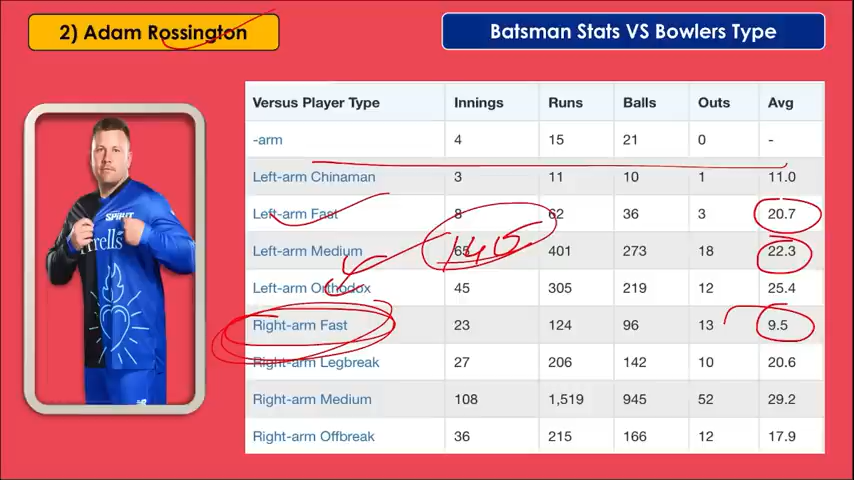 2) Adam Rossington
Batsman Stats VS Bowlers Type
Versus Player Type Innings Runs Balls Outs Avg
-arm 4 15 21 0 -
Left-arm Chinaman 3 11 10 1 11.0
Left-arm Fast 8 62 36 3 20.7
Left-arm Medium 65 401 273 18 22.3
140
Left-arm Orthodox 45 305 219 12 25.4
Right-arm Fast 23 124 96 13 9.5
Right-arm Legbreak 27 206 142 10 20.6
Right-arm Medium 108 1,519 945 52 29.2
Right-arm Offbreak 36 215 166 12 17.9
SPIRIT